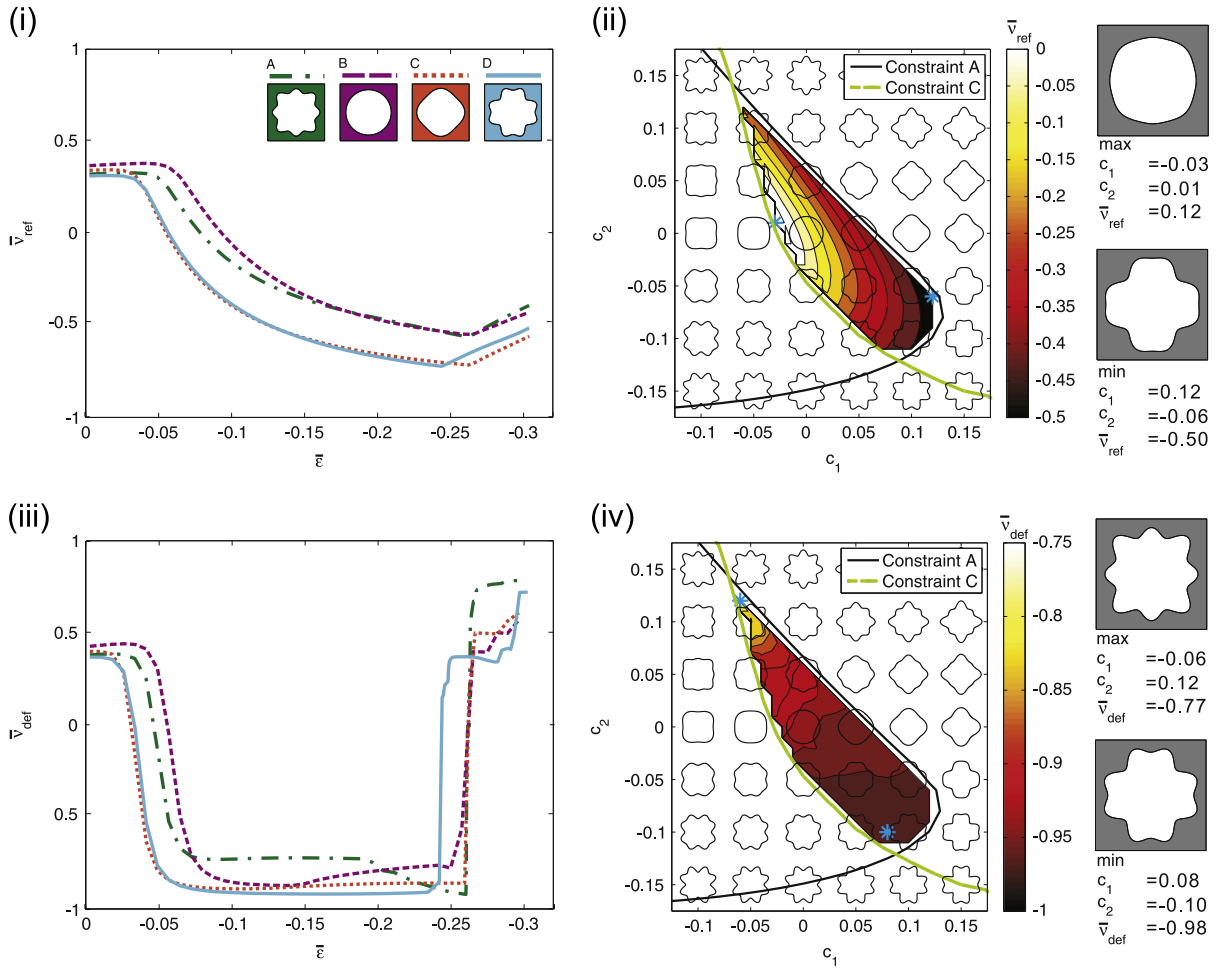 (i)
1
0.5
0
-0.5
-1
ν̄ref
A B C D
0 -0.05 -0.1 -0.15 -0.2 -0.25 -0.3
ε̄
(ii)
Constraint A
Constraint C
0.15
0.1
0.05
0
-0.05
-0.1
-0.15
c2
-0.1 -0.05 0 0.05 0.1 0.15
c1
ν̄ref
0
-0.05
-0.1
-0.15
-0.2
-0.25
-0.3
-0.35
-0.4
-0.45
-0.5
max
c1 =-0.03
c2 =0.01
ν̄ref =0.12
min
c1 =0.12
c2 =-0.06
ν̄ref =-0.50
(iii)
1
0.5
0
0.5
-1
ν̄def
0 -0.05 -0.1 -0.15 -0.2 -0.25 -0.3
ε̄
(iv)
Constraint A
Constraint C
0.15
0.1
0.05
0
-0.05
-0.1
-0.15
c2
-0.1 -0.05 0 0.05 0.1 0.15
c1
ν̄def
-0.75
-0.8
-0.85
-0.9
-0.95
-1
max
c1 =-0.06
c2 =0.12
ν̄def =-0.77
min
c1 =0.08
c2 =-0.10
ν̄def =-0.98